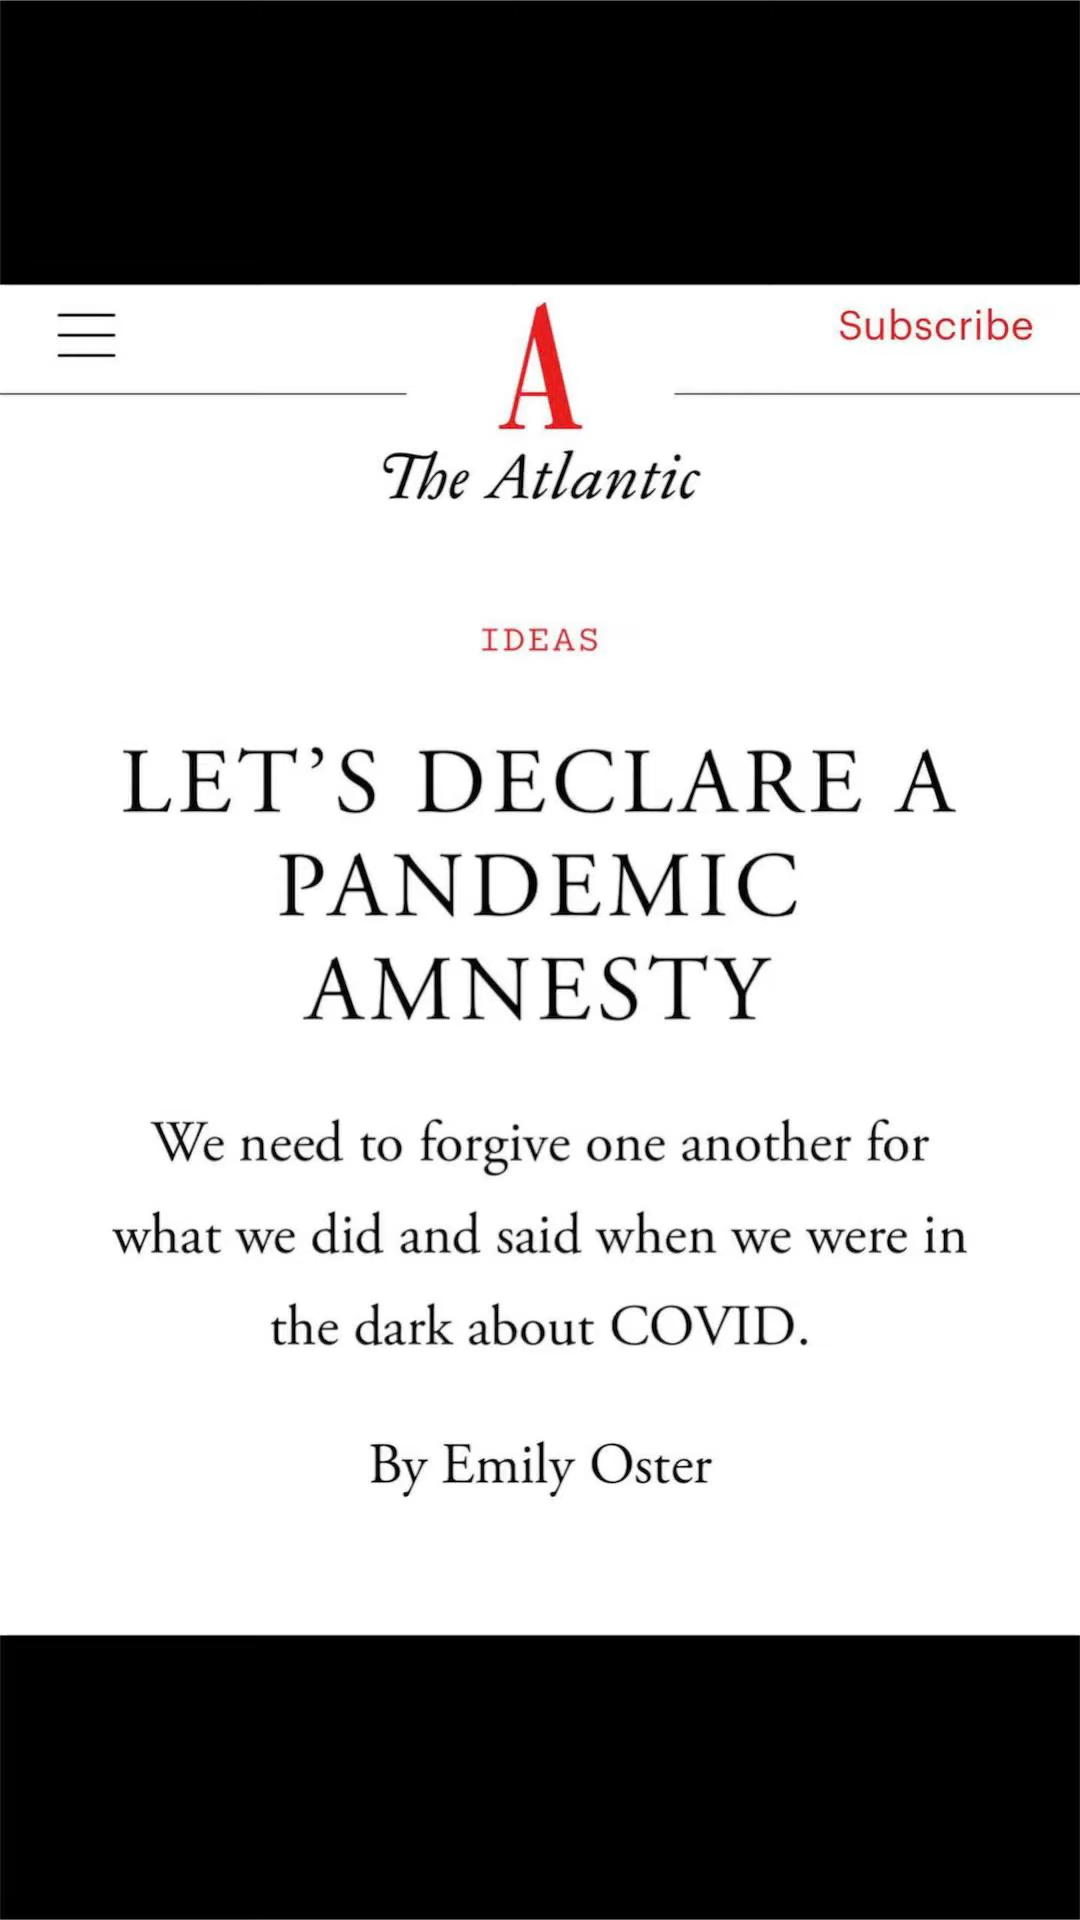 Subscribe
A
The Atlantic
IDEAS
LET’S DECLARE A
PANDEMIC
AMNESTY
We need to forgive one another for
what we did and said when we were in
the dark about COVID.
By Emily Oster